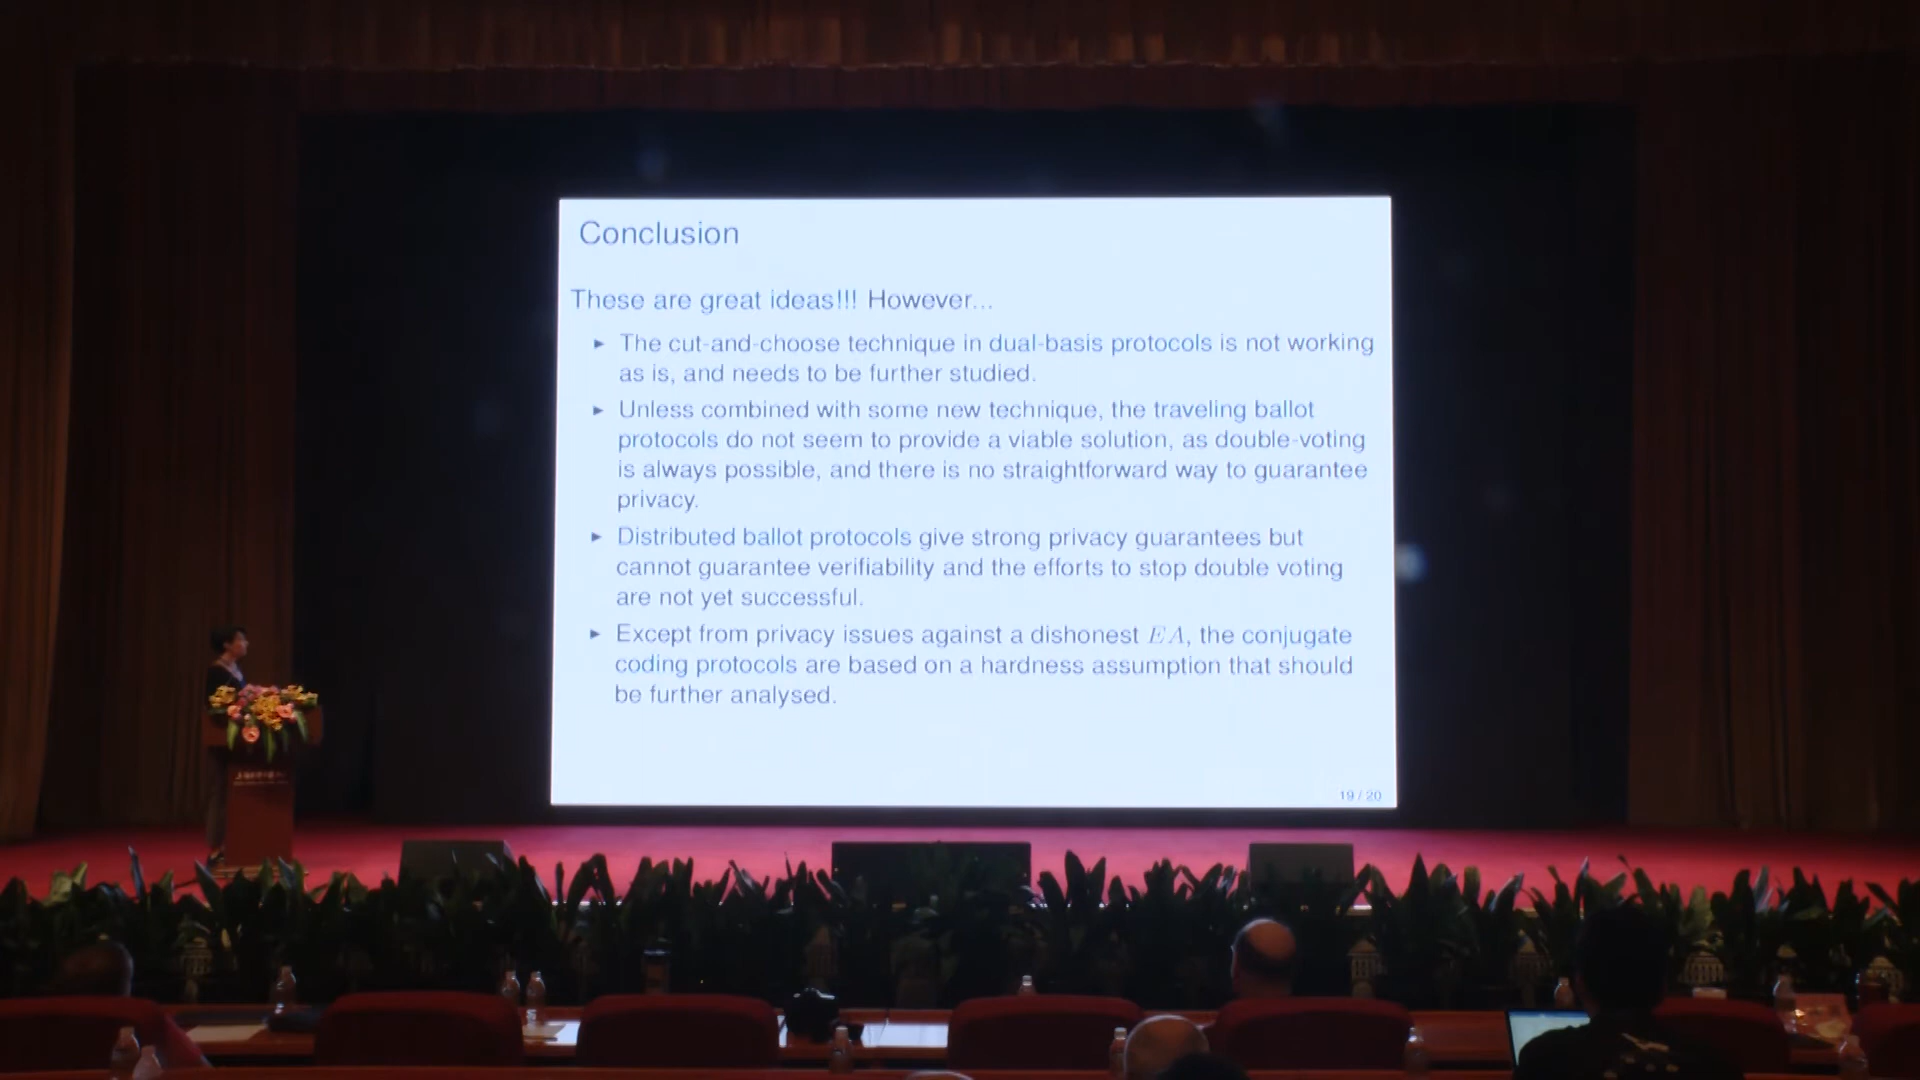 Conclusion
These are great ideas!!! However...
► The cut-and-choose technique in dual-basis protocols is not working
as is, and needs to be further studied.
► Unless combined with some new technique, the traveling ballot
protocols do not seem to provide a viable solution, as double-voting
is always possible, and there is no straightforward way to guarantee
privacy.
► Distributed ballot protocols give strong privacy guarantees but
cannot guarantee verifiability and the efforts to stop double voting
are not yet successful.
► Except from privacy issues against a dishonest EA, the conjugate
coding protocols are based on a hardness assumption that should
be further analysed.
19 / 20